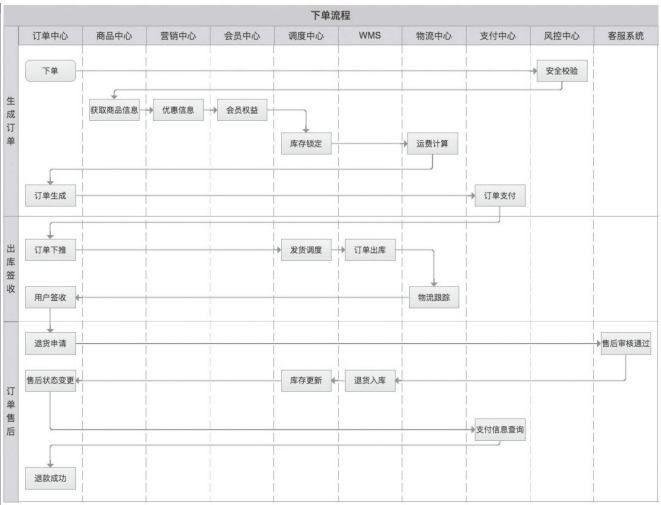 下单流程
订单中心 商品中心 营销中心 会员中心 调度中心 WMS 物流中心 支付中心 风控中心 客服系统
生成订单
下单 安全校验
获取商品信息 优惠信息 会员权益
库存锁定 运费计算
订单生成 订单支付
出库签收
订单下推 发货调度 订单出库
用户签收 物流跟踪
订单售后
退货申请 售后审核通过
售后状态变更 库存更新 退货入库
支付信息查询
退款成功